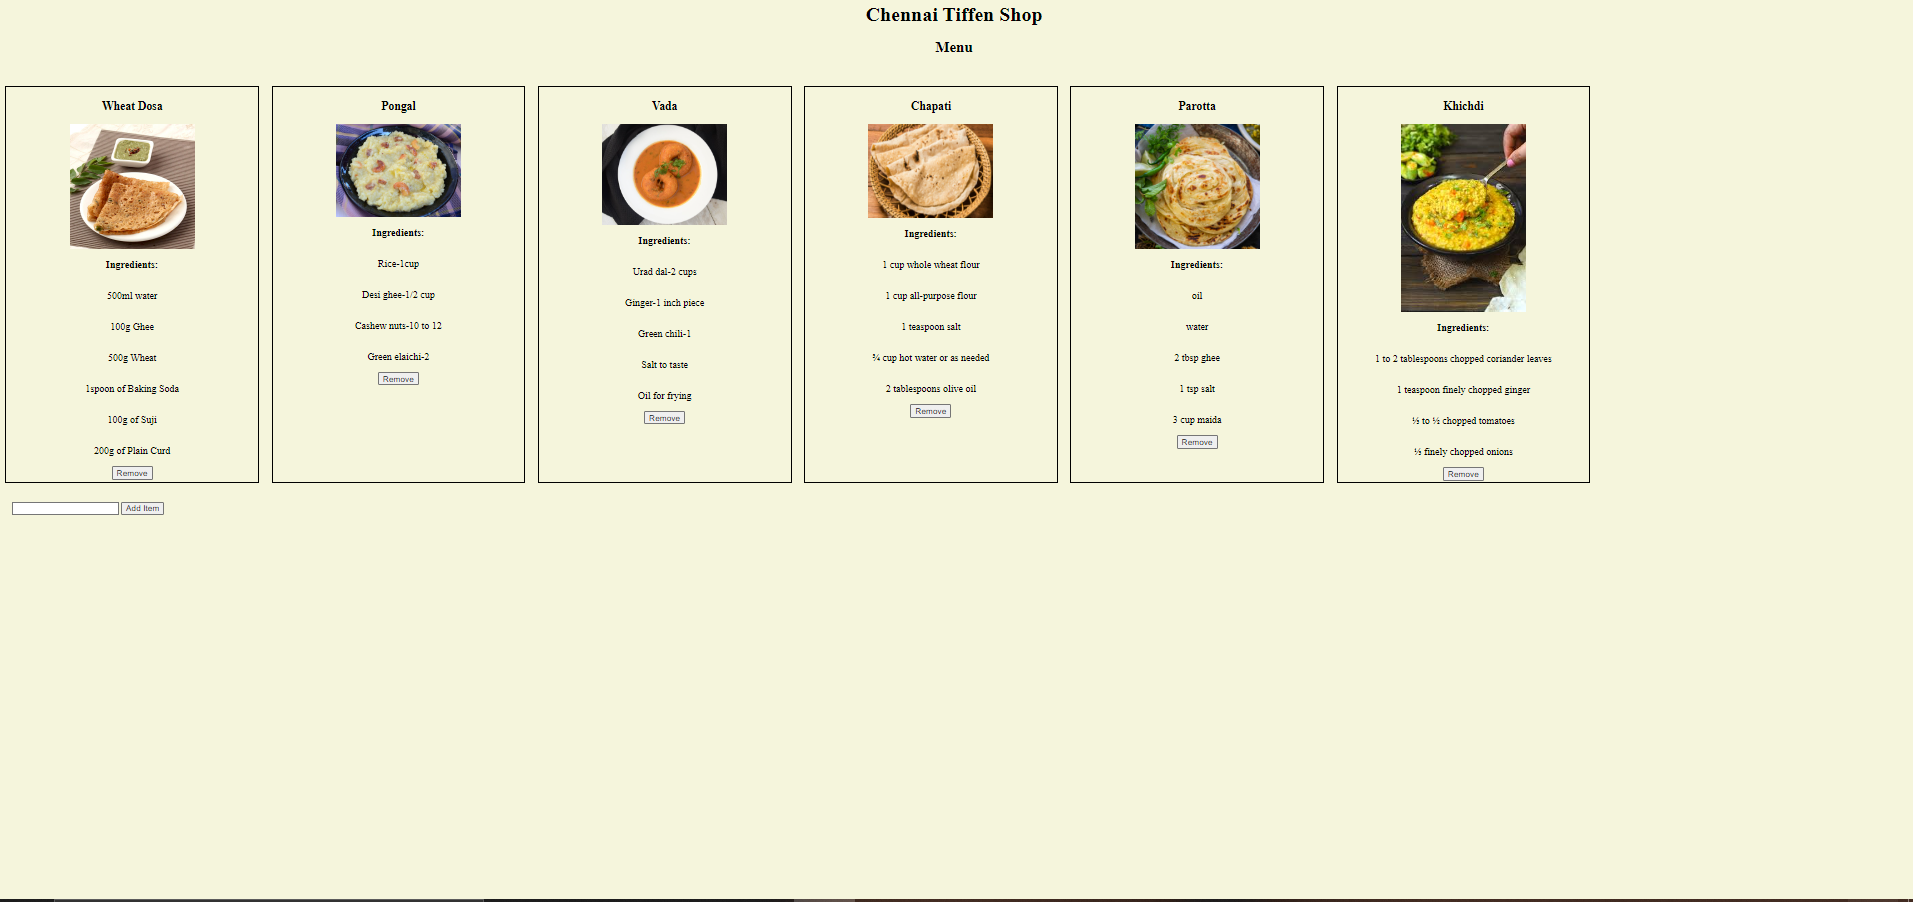 Chennai Tiffen Shop
Menu
Wheat Dosa
Ingredients:
500ml water
100g Ghee
500g Wheat
1spoon of Baking Soda
100g of Suji
200g of Plain Curd
Remove
Pongal
Ingredients:
Rice-1cup
Desi ghee-1/2 cup
Cashew nuts-10 to 12
Green elaichi-2
Remove
Vada
Ingredients:
Urad dal-2 cups
Ginger-1 inch piece
Green chili-1
Salt to taste
Oil for frying
Remove
Chapati
Ingredients:
1 cup whole wheat flour
1 cup all-purpose flour
1 teaspoon salt
¾ cup hot water or as needed
2 tablespoons olive oil
Remove
Parotta
Ingredients:
oil
water
2 tbsp ghee
1 tsp salt
3 cup maida
Remove
Khichdi
Ingredients:
1 to 2 tablespoons chopped coriander leaves
1 teaspoon finely chopped ginger
⅓ to ½ chopped tomatoes
⅓ finely chopped onions
Remove
Add Item